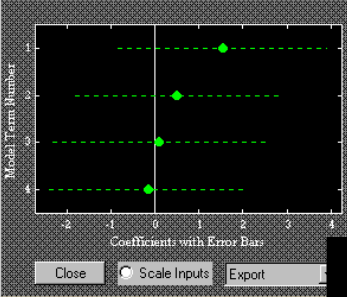 Model Term Number
1
2
3
4
-2 -1 0 1 2 3 4
Coefficients with Error Bars
Close Scale Inputs Export